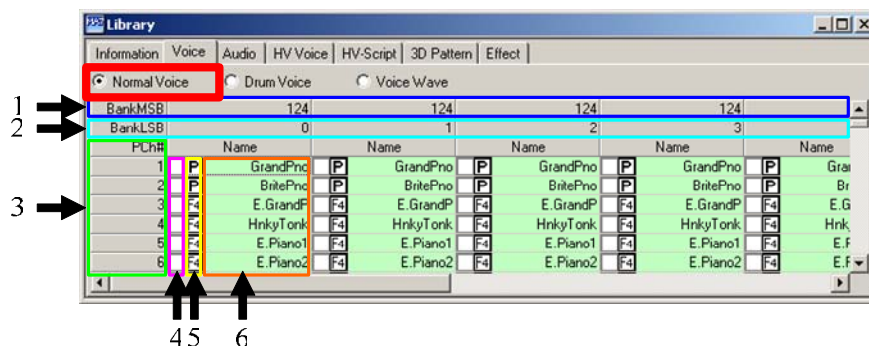 Library
Information Voice Audio HV Voice HV-Script 3D Pattern Effect
Normal Voice Drum Voice Voice Wave
1 BankMSB 124 124 124 124
2 BankLSB 0 1 2 3
PCh# Name Name Name Name Name
1 P GrandPno P GrandPno P GrandPno P GrandPno P Gra
2 P BritePno P BritePno P BritePno P BritePno P Br
3 3 F4 E.GrandP F4 E.GrandP F4 E.GrandP F4 E.GrandP F4 E.G
4 F4 HnkyTonk F4 HnkyTonk F4 HnkyTonk F4 HnkyTonk F4 Hnk
5 F4 E.Piano1 F4 E.Piano1 F4 E.Piano1 F4 E.Piano1 F4 E.F
6 F4 E.Piano2 F4 E.Piano2 F4 E.Piano2 F4 E.Piano2 F4 E.F
4 5 6